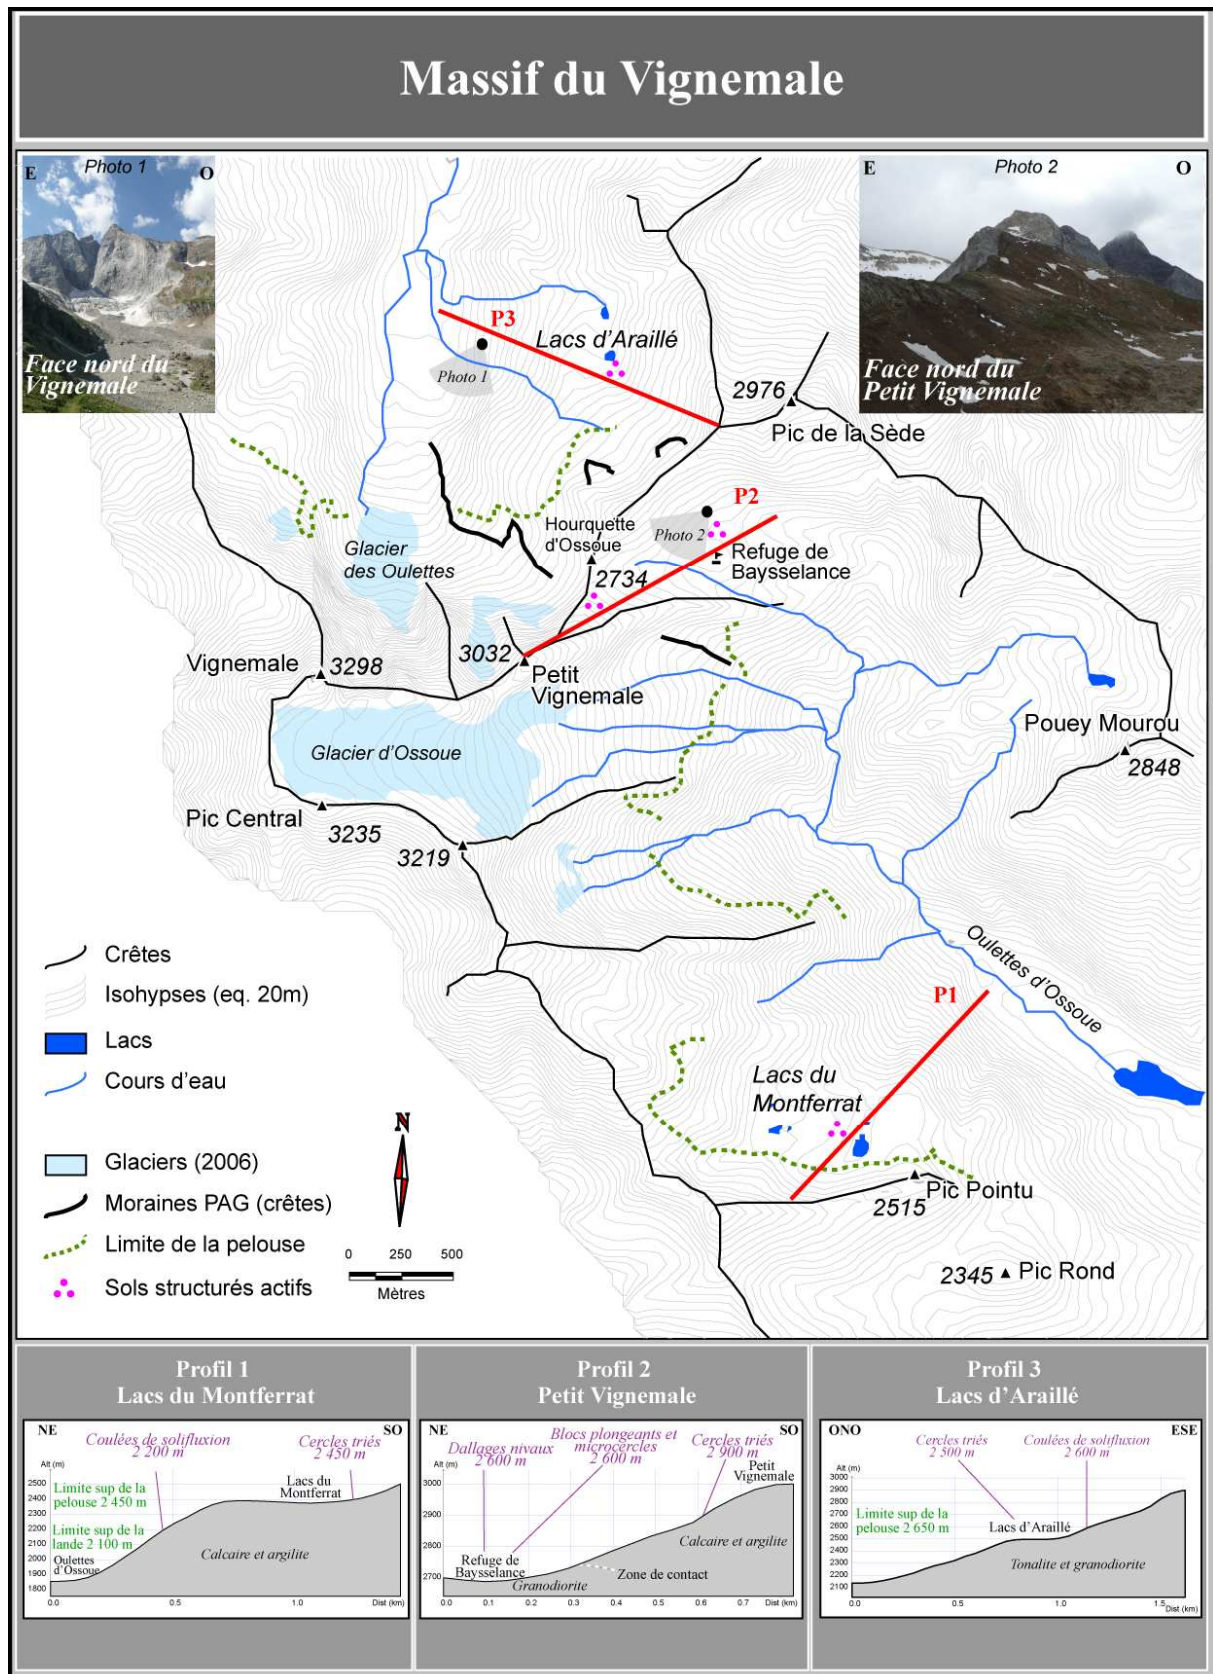 Massif du Vignemale
E
Photo 1
O
Face nord du
Vignemale
E
Photo 2
O
Face nord du
Petit Vignemale
P3
Lacs d'Araillé
Photo 1
2976
Pic de la Sède
P2
Hourquette
d'Ossoue
Photo 2
Refuge de
Baysselance
2734
Glacier
des Oulettes
Vignemale
3298
3032
Petit
Vignemale
Glacier d'Ossoue
Pouey Mourou
2848
Pic Central
3235
3219
Oulettes d'Ossoue
P1
Lacs du
Montferrat
Pic Pointu
2515
2345
Pic Rond
Crêtes
Isohypses (eq. 20m)
Lacs
Cours d'eau
Glaciers (2006)
Moraines PAG (crêtes)
Limite de la pelouse
Sols structurés actifs
N
0 250 500
Mètres
Profil 1
Lacs du Montferrat
NE
SO
Coulées de solifluxion
2 200 m
Cercles triés
2 450 m
Alt (m)
2500
2400
2300
2200
2100
2000
1900
1800
Limite sup de la
pelouse 2 450 m
Limite sup de la
lande 2 100 m
Oulettes
d'Ossoue
Lacs du
Montferrat
Calcaire et argilite
0.0 0.5 1.0 Dist (km)
Profil 2
Petit Vignemale
NE
SO
Dallages nivaux
2 600 m
Blocs plongeants et
microcercles
2 600 m
Cercles triés
2 900 m
Petit
Vignemale
Alt (m)
3000
2900
2800
2700
Refuge de
Baysselance
Granodiorite
Zone de contact
Calcaire et argilite
0.0 0.1 0.2 0.3 0.4 0.5 0.6 0.7 Dist (km)
Profil 3
Lacs d'Araillé
ONO
ESE
Cercles triés
2 500 m
Coulées de solifluxion
2 600 m
Alt (m)
3000
2900
2800
2700
2600
2500
2400
2300
2200
2100
Limite sup de la
pelouse 2 650 m
Lacs d'Araillé
Tonalite et granodiorite
0.0 0.5 1.0 1.5 Dist (km)